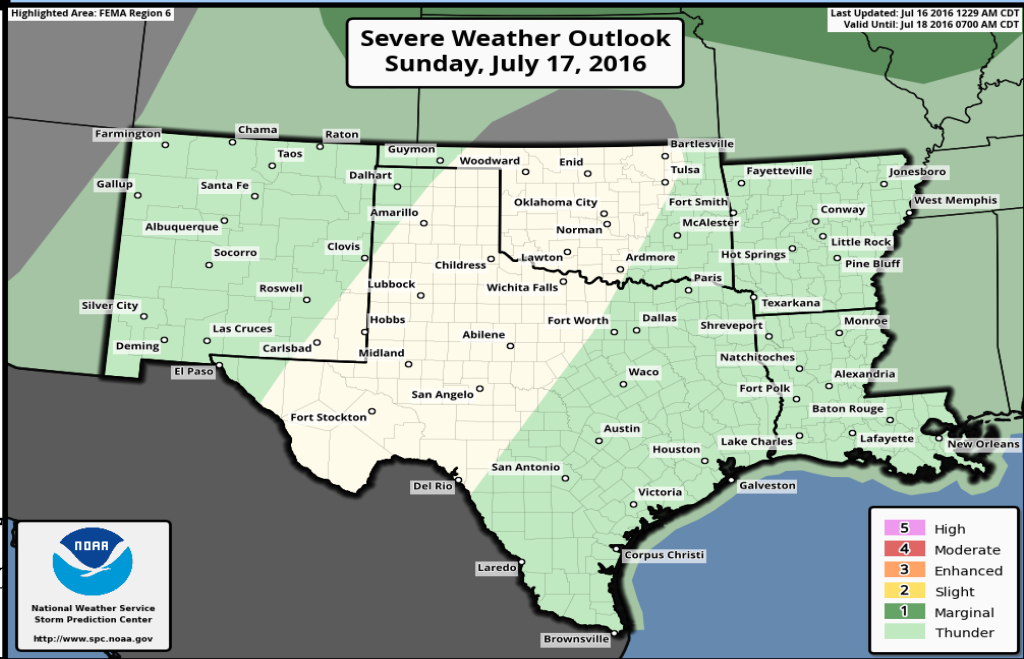 Highlighted Area: FEMA Region 6
Last Updated: Jul 16 2016 1229 AM CDT
Valid Until: Jul 18 2016 0700 AM CDT
Severe Weather Outlook
Sunday, July 17, 2016
Farmington
Chama
Raton
Guymon
Bartlesville
Taos
Woodward
Enid
Tulsa
Fayetteville
Jonesboro
Gallup
Santa Fe
Dalhart
Oklahoma City
Fort Smith
West Memphis
Albuquerque
Amarillo
Norman
McAlester
Conway
Socorro
Clovis
Childress
Lawton
Ardmore
Hot Springs
Little Rock
Pine Bluff
Roswell
Lubbock
Wichita Falls
Paris
Texarkana
Silver City
Las Cruces
Hobbs
Abilene
Fort Worth
Dallas
Shreveport
Monroe
Deming
Carlsbad
Midland
Natchitoches
El Paso
San Angelo
Waco
Fort Polk
Alexandria
Fort Stockton
Austin
Baton Rouge
Houston
Lake Charles
Lafayette
New Orleans
Del Rio
San Antonio
Victoria
Galveston
Laredo
Corpus Christi
Brownsville
NOAA
National Weather Service
Storm Prediction Center
http://www.spc.noaa.gov
5 High
4 Moderate
3 Enhanced
2 Slight
1 Marginal
Thunder